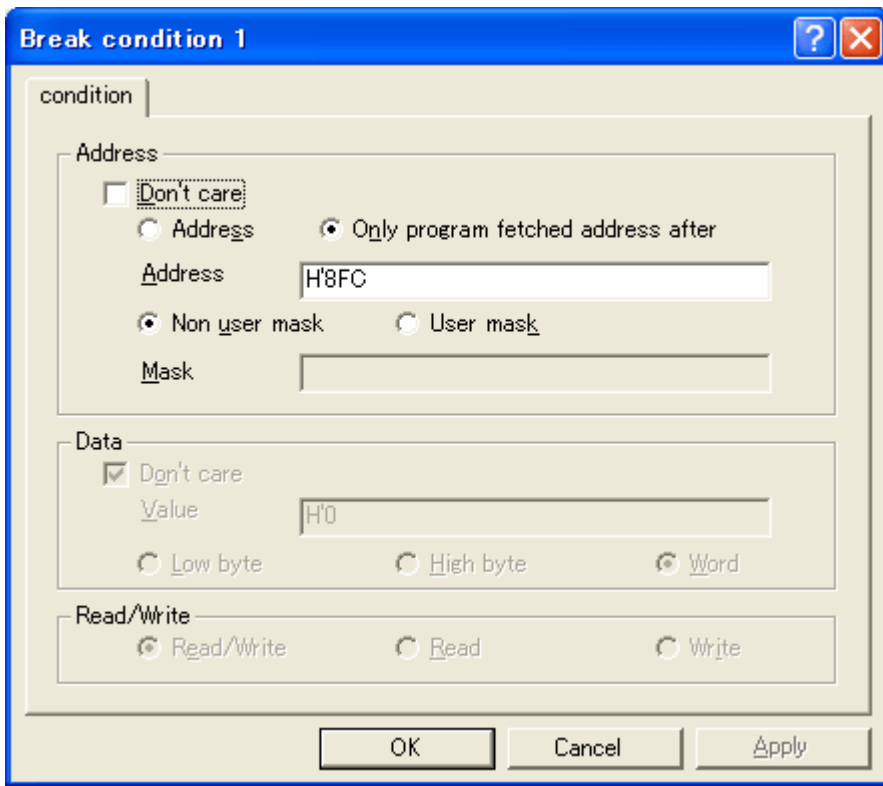 Break condition 1
condition
Address
Don't care
Address Only program fetched address after
Address H'8FC
Non user mask User mask
Mask
Data
Don't care
Value H'0
Low byte High byte Word
Read/Write
Read/Write Read Write
OK Cancel Apply